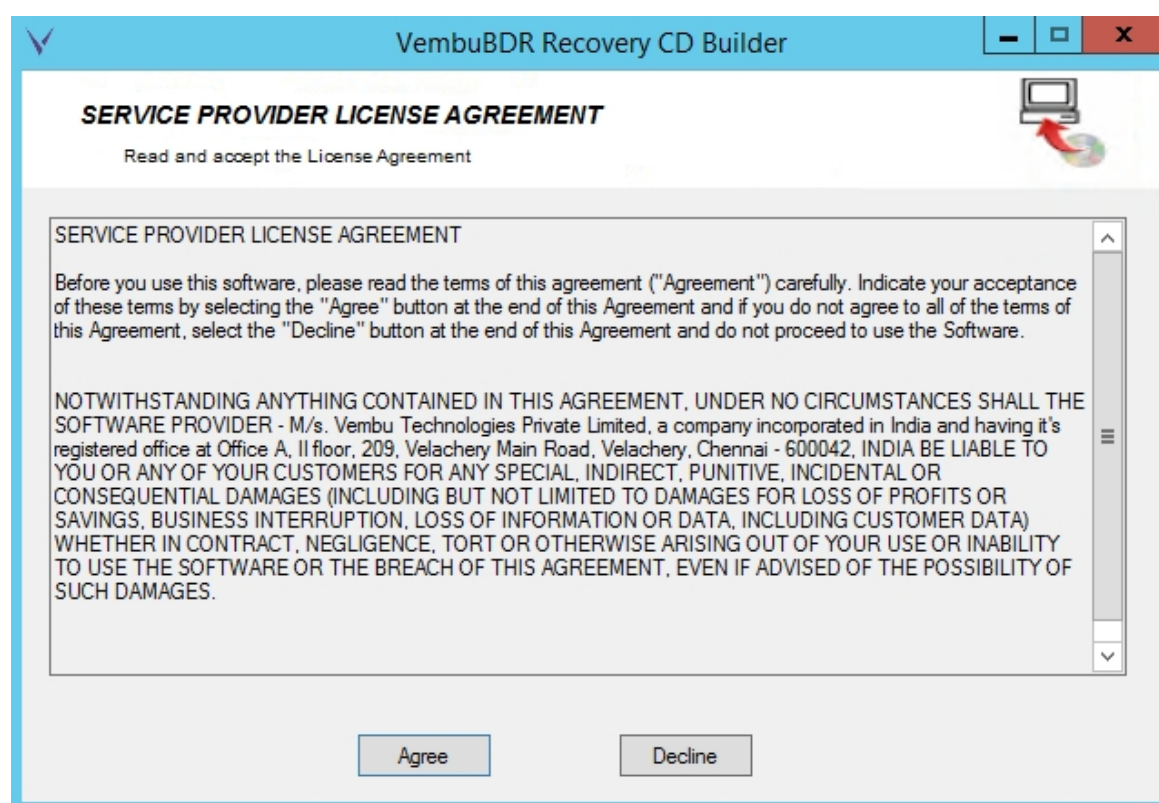 VembuBDR Recovery CD Builder
SERVICE PROVIDER LICENSE AGREEMENT
Read and accept the License Agreement
SERVICE PROVIDER LICENSE AGREEMENT
Before you use this software, please read the terms of this agreement ("Agreement") carefully. Indicate your acceptance
of these terms by selecting the "Agree" button at the end of this Agreement and if you do not agree to all of the terms of
this Agreement, select the "Decline" button at the end of this Agreement and do not proceed to use the Software.
NOTWITHSTANDING ANYTHING CONTAINED IN THIS AGREEMENT, UNDER NO CIRCUMSTANCES SHALL THE
SOFTWARE PROVIDER - M/s. Vembu Technologies Private Limited, a company incorporated in India and having it's
registered office at Office A, II floor, 209, Velachery Main Road, Velachery, Chennai - 600042, INDIA BE LIABLE TO
YOU OR ANY OF YOUR CUSTOMERS FOR ANY SPECIAL, INDIRECT, PUNITIVE, INCIDENTAL OR
CONSEQUENTIAL DAMAGES (INCLUDING BUT NOT LIMITED TO DAMAGES FOR LOSS OF PROFITS OR
SAVINGS, BUSINESS INTERRUPTION, LOSS OF INFORMATION OR DATA, INCLUDING CUSTOMER DATA)
WHETHER IN CONTRACT, NEGLIGENCE, TORT OR OTHERWISE ARISING OUT OF YOUR USE OR INABILITY
TO USE THE SOFTWARE OR THE BREACH OF THIS AGREEMENT, EVEN IF ADVISED OF THE POSSIBILITY OF
SUCH DAMAGES.
Agree
Decline